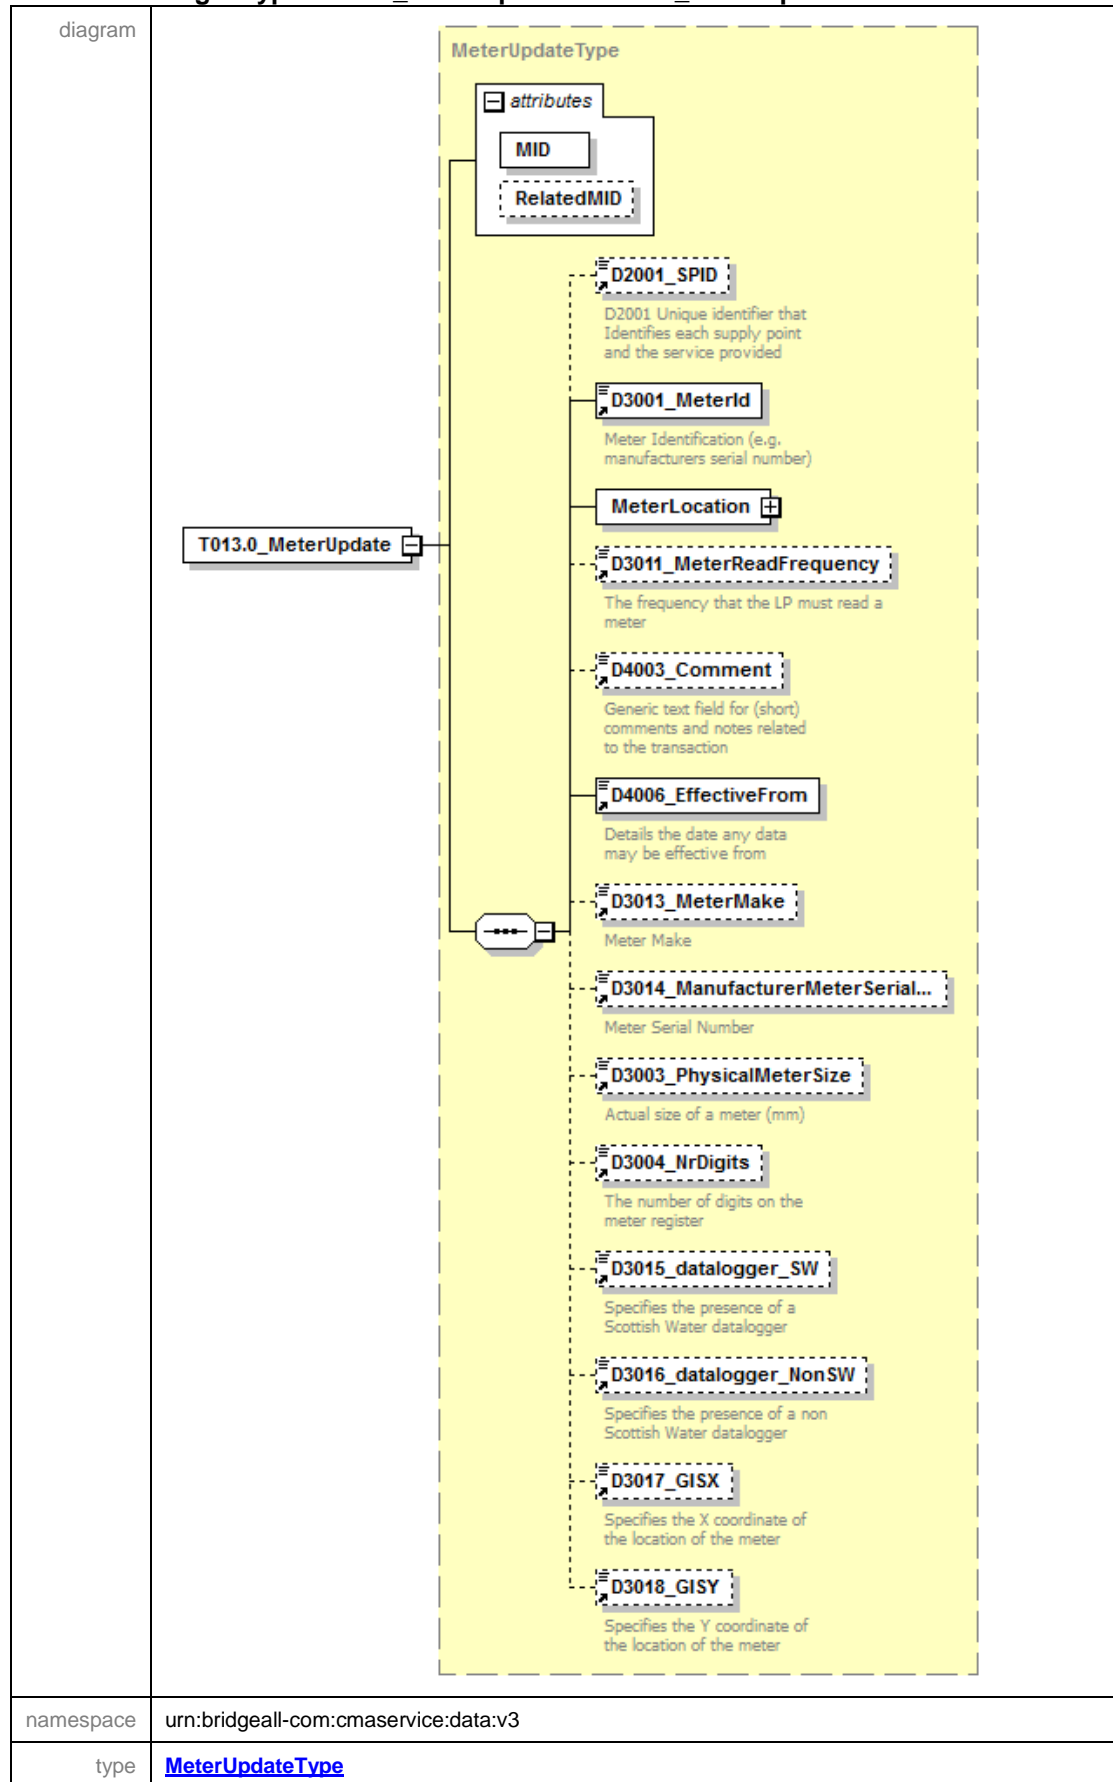 diagram
MeterUpdateType
attributes
MID
RelatedMID
D2001_SPID
D2001 Unique identifier that
Identifies each supply point
and the service provided
D3001_MeterId
Meter Identification (e.g.
manufacturers serial number)
MeterLocation
T013.0_MeterUpdate
D3011_MeterReadFrequency
The frequency that the LP must read a
meter
D4003_Comment
Generic text field for (short)
comments and notes related
to the transaction
D4006_EffectiveFrom
Details the date any data
may be effective from
D3013_MeterMake
Meter Make
D3014_ManufacturerMeterSerial...
Meter Serial Number
D3003_PhysicalMeterSize
Actual size of a meter (mm)
D3004_NrDigits
The number of digits on the
meter register
D3015_datalogger_SW
Specifies the presence of a
Scottish Water datalogger
D3016_datalogger_NonSW
Specifies the presence of a non
Scottish Water datalogger
D3017_GISX
Specifies the X coordinate of
the location of the meter
D3018_GISY
Specifies the Y coordinate of
the location of the meter
namespace urn:bridgeall-com:cmaservice:data:v3
type MeterUpdateType